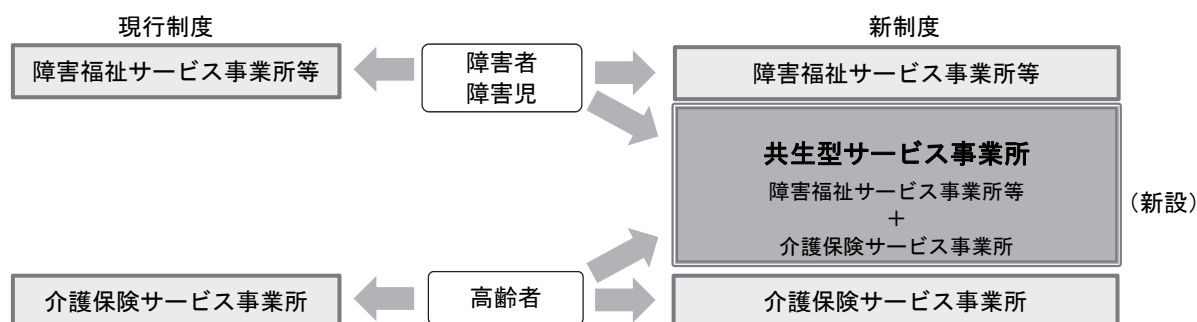 現行制度
新制度
障害福祉サービス事業所等
障害者
障害児
障害福祉サービス事業所等
共生型サービス事業所
障害福祉サービス事業所等
+
介護保険サービス事業所
(新設)
介護保険サービス事業所
高齢者
介護保険サービス事業所